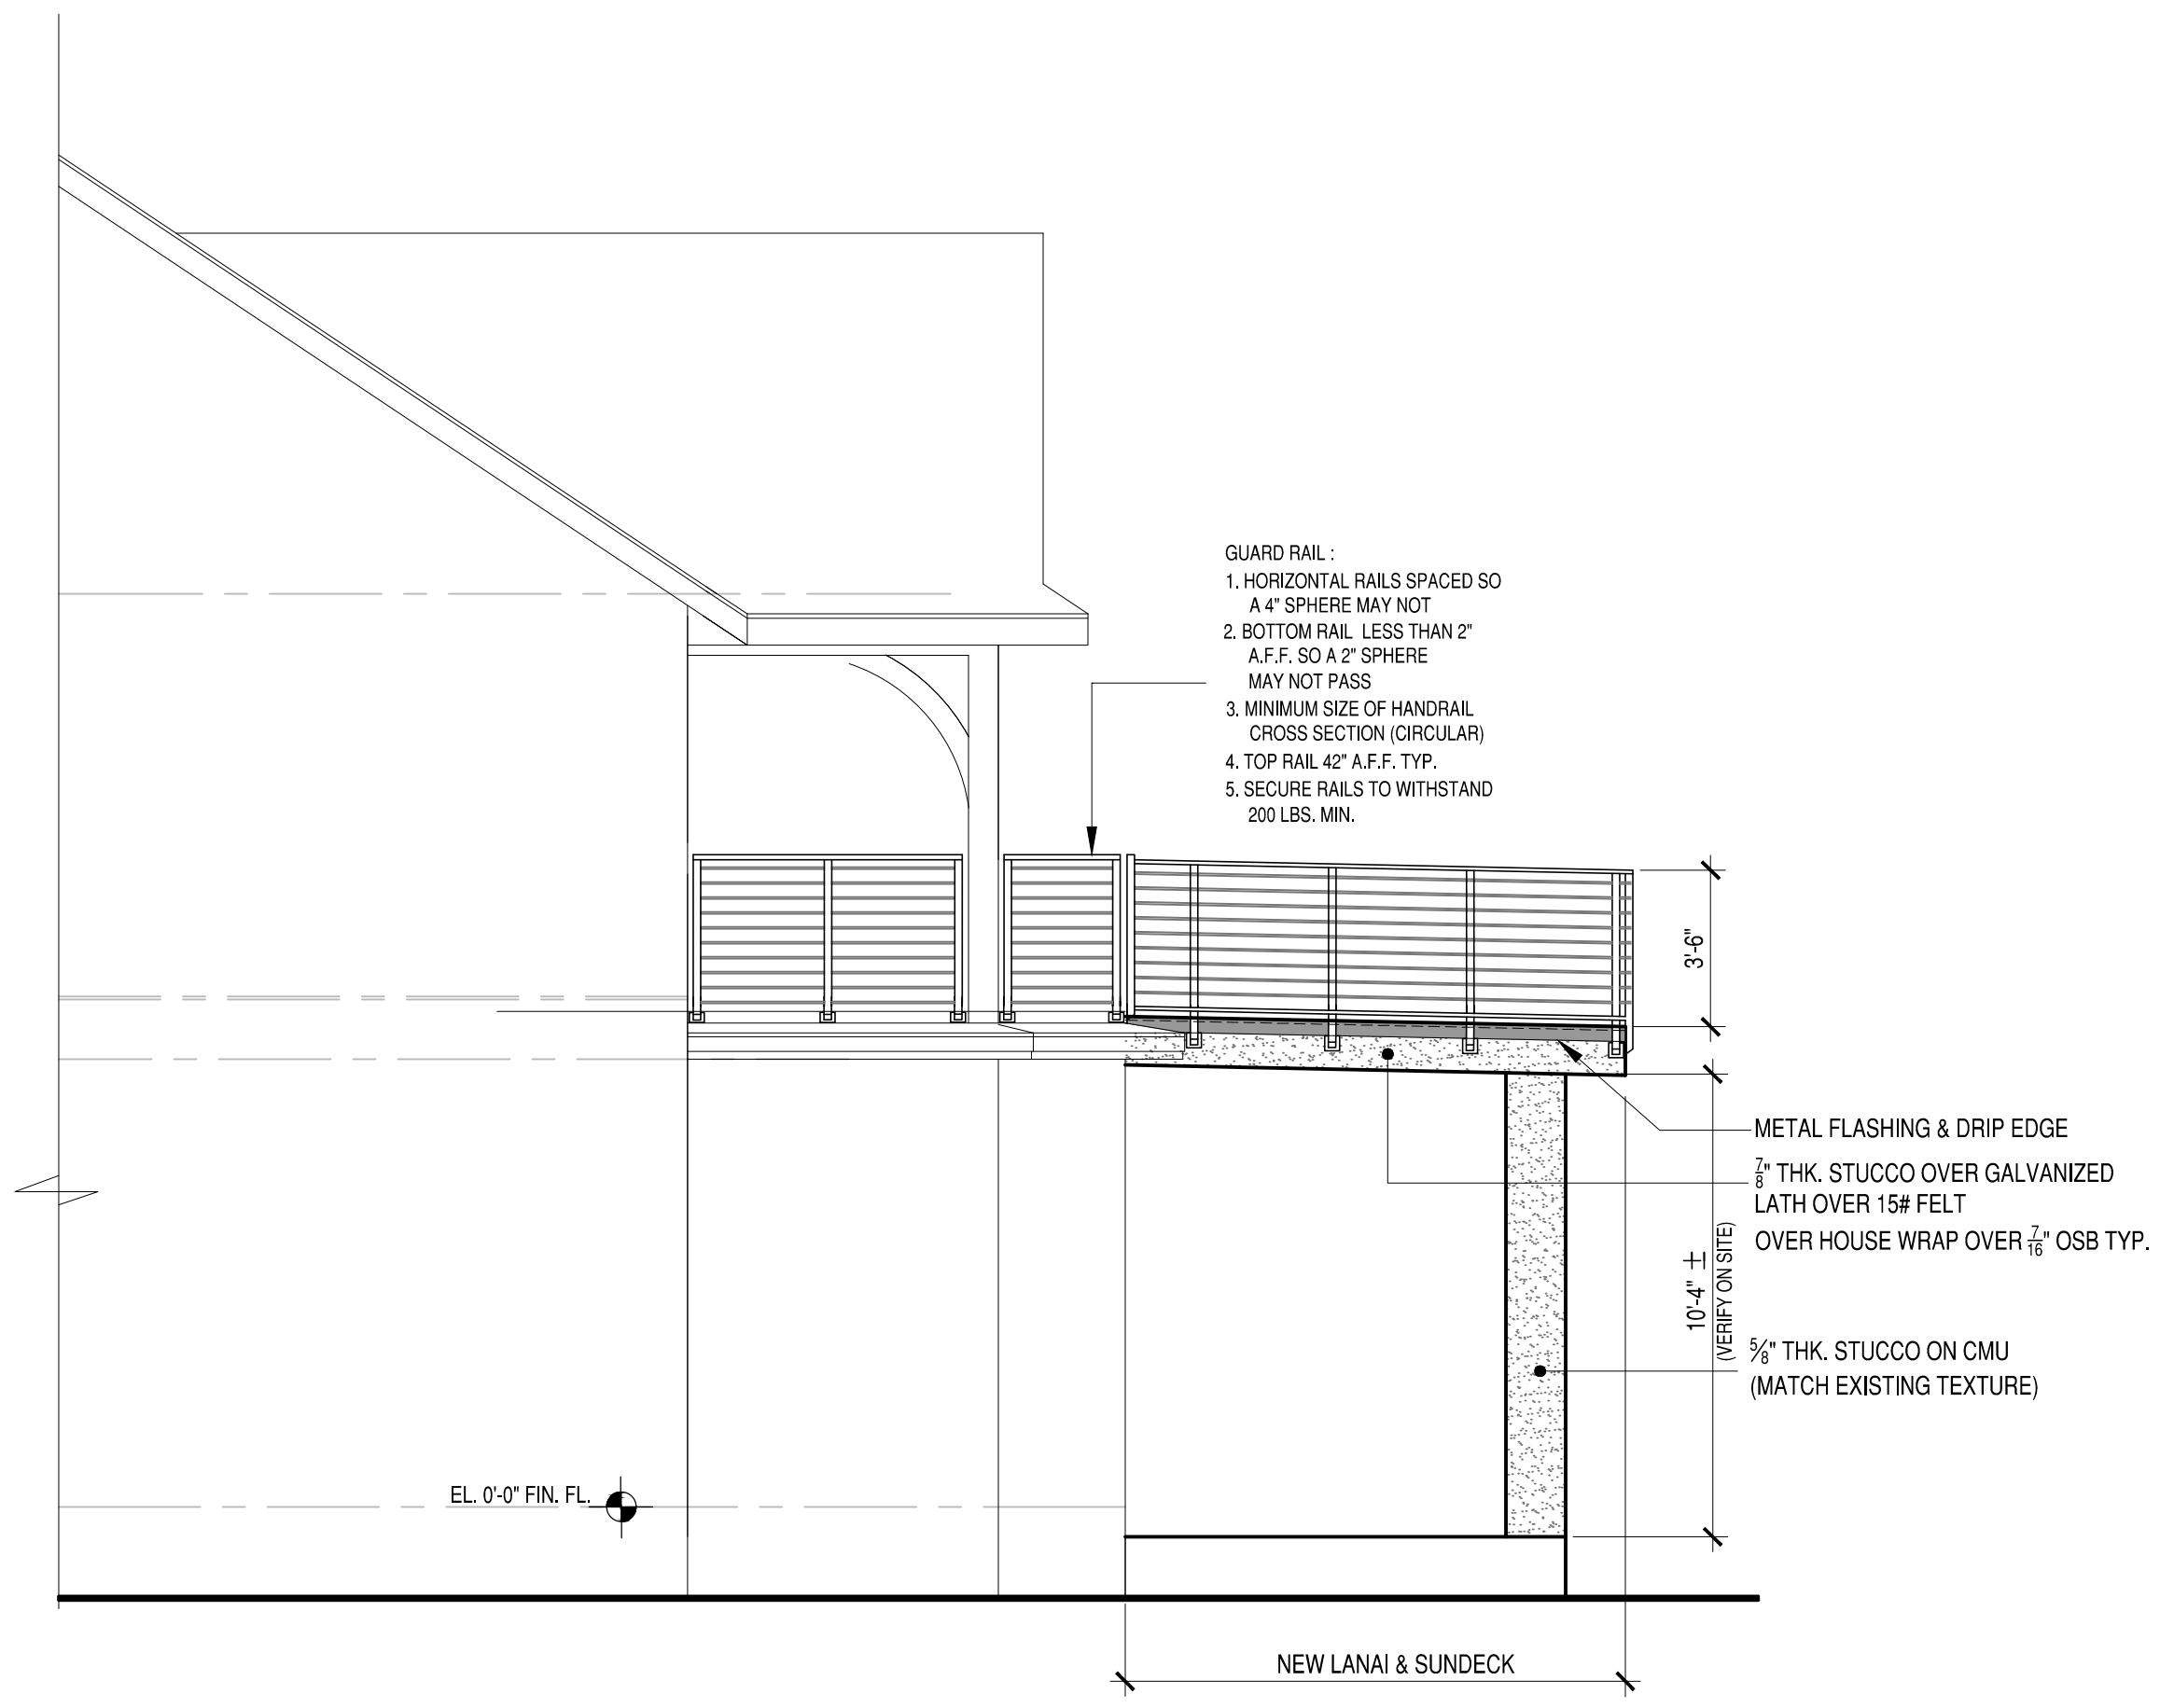 GUARD RAIL :
1. HORIZONTAL RAILS SPACED SO
A 4" SPHERE MAY NOT
2. BOTTOM RAIL LESS THAN 2"
A.F.F. SO A 2" SPHERE
MAY NOT PASS
3. MINIMUM SIZE OF HANDRAIL
CROSS SECTION (CIRCULAR)
4. TOP RAIL 42" A.F.F. TYP.
5. SECURE RAILS TO WITHSTAND
200 LBS. MIN.
3'-6"
METAL FLASHING & DRIP EDGE
7/8" THK. STUCCO OVER GALVANIZED
LATH OVER 15# FELT
OVER HOUSE WRAP OVER 7/16" OSB TYP.
10'-4" ±
(VERIFY ON SITE)
5/8" THK. STUCCO ON CMU
(MATCH EXISTING TEXTURE)
EL. 0'-0" FIN. FL.
NEW LANAI & SUNDECK